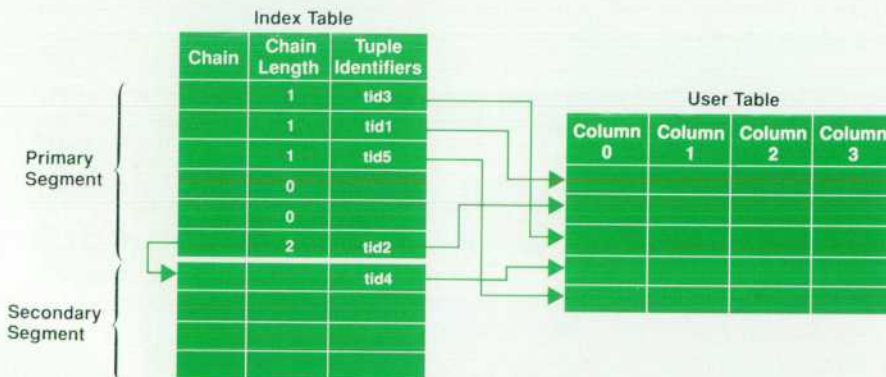 Index Table
Chain Chain Length Tuple Identifiers
1 tid3
1 tid1
1 tid5
0
0
2 tid2
tid4
Primary Segment
Secondary Segment
User Table
Column 0 Column 1 Column 2 Column 3